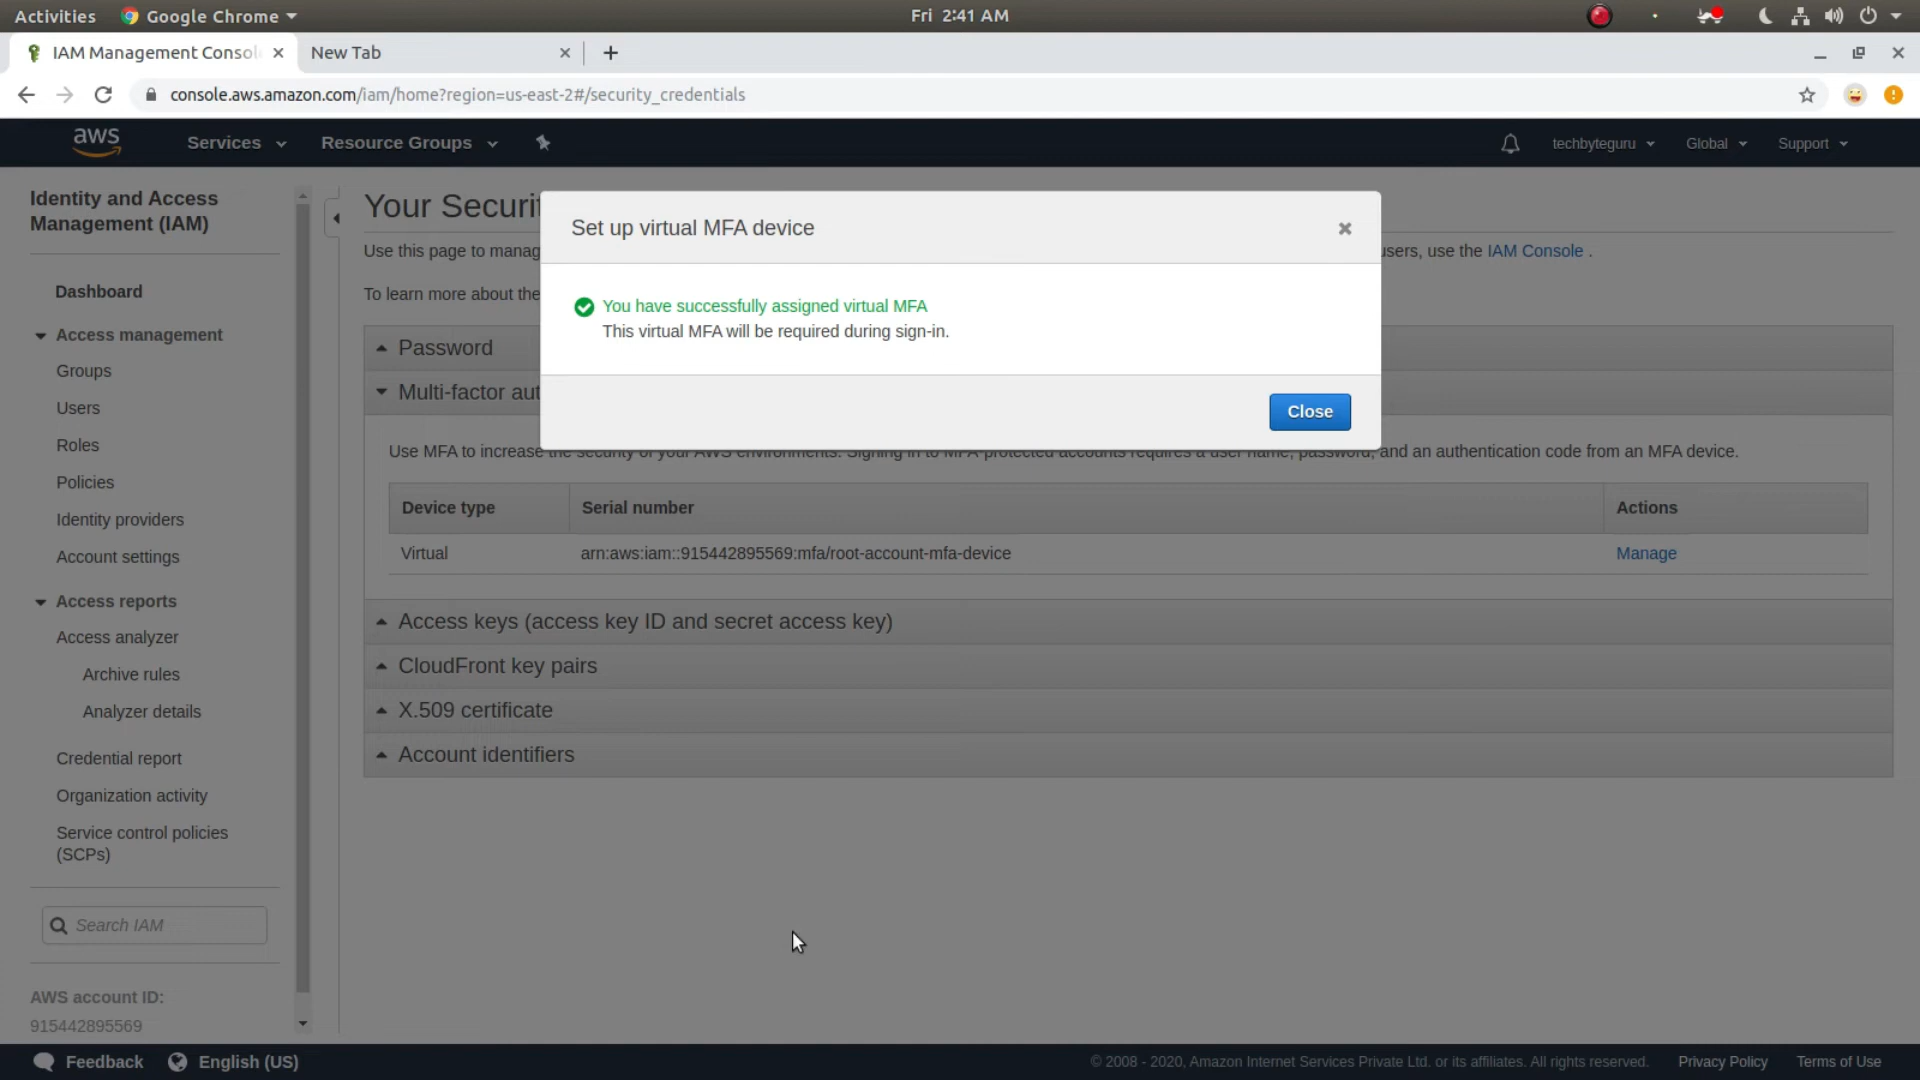 Activities Google Chrome Fri 2:41 AM
IAM Management Consol New Tab
console.aws.amazon.com/iam/home?region=us-east-2#/security_credentials
aws Services Resource Groups techbyteguru Global Support
Identity and Access
Management (IAM)
Dashboard
Access management
Groups
Users
Roles
Policies
Identity providers
Account settings
Access reports
Access analyzer
Archive rules
Analyzer details
Credential report
Organization activity
Service control policies
(SCPs)
Search IAM
AWS account ID:
915442895569
Your Securit
Use this page to manag users, use the IAM Console .
To learn more about the
Set up virtual MFA device
You have successfully assigned virtual MFA
This virtual MFA will be required during sign-in.
Close
Password
Multi-factor aut
Use MFA to increase the security of your AWS environments. Signing in to MFA-protected accounts requires a user name, password, and an authentication code from an MFA device.
Device type Serial number Actions
Virtual arn:aws:iam::915442895569:mfa/root-account-mfa-device Manage
Access keys (access key ID and secret access key)
CloudFront key pairs
X.509 certificate
Account identifiers
Feedback English (US) © 2008 - 2020, Amazon Internet Services Private Ltd. or its affiliates. All rights reserved. Privacy Policy Terms of Use